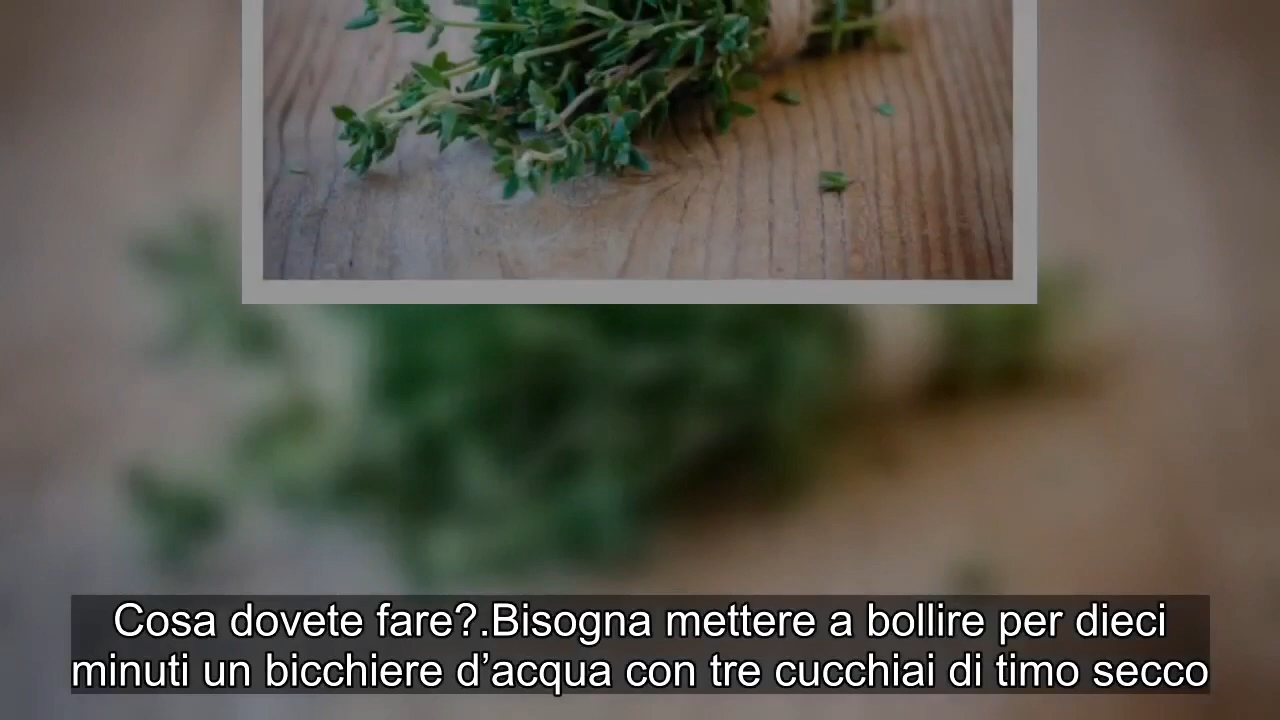 Cosa dovete fare?.Bisogna mettere a bollire per dieci
minuti un bicchiere d’acqua con tre cucchiai di timo secco